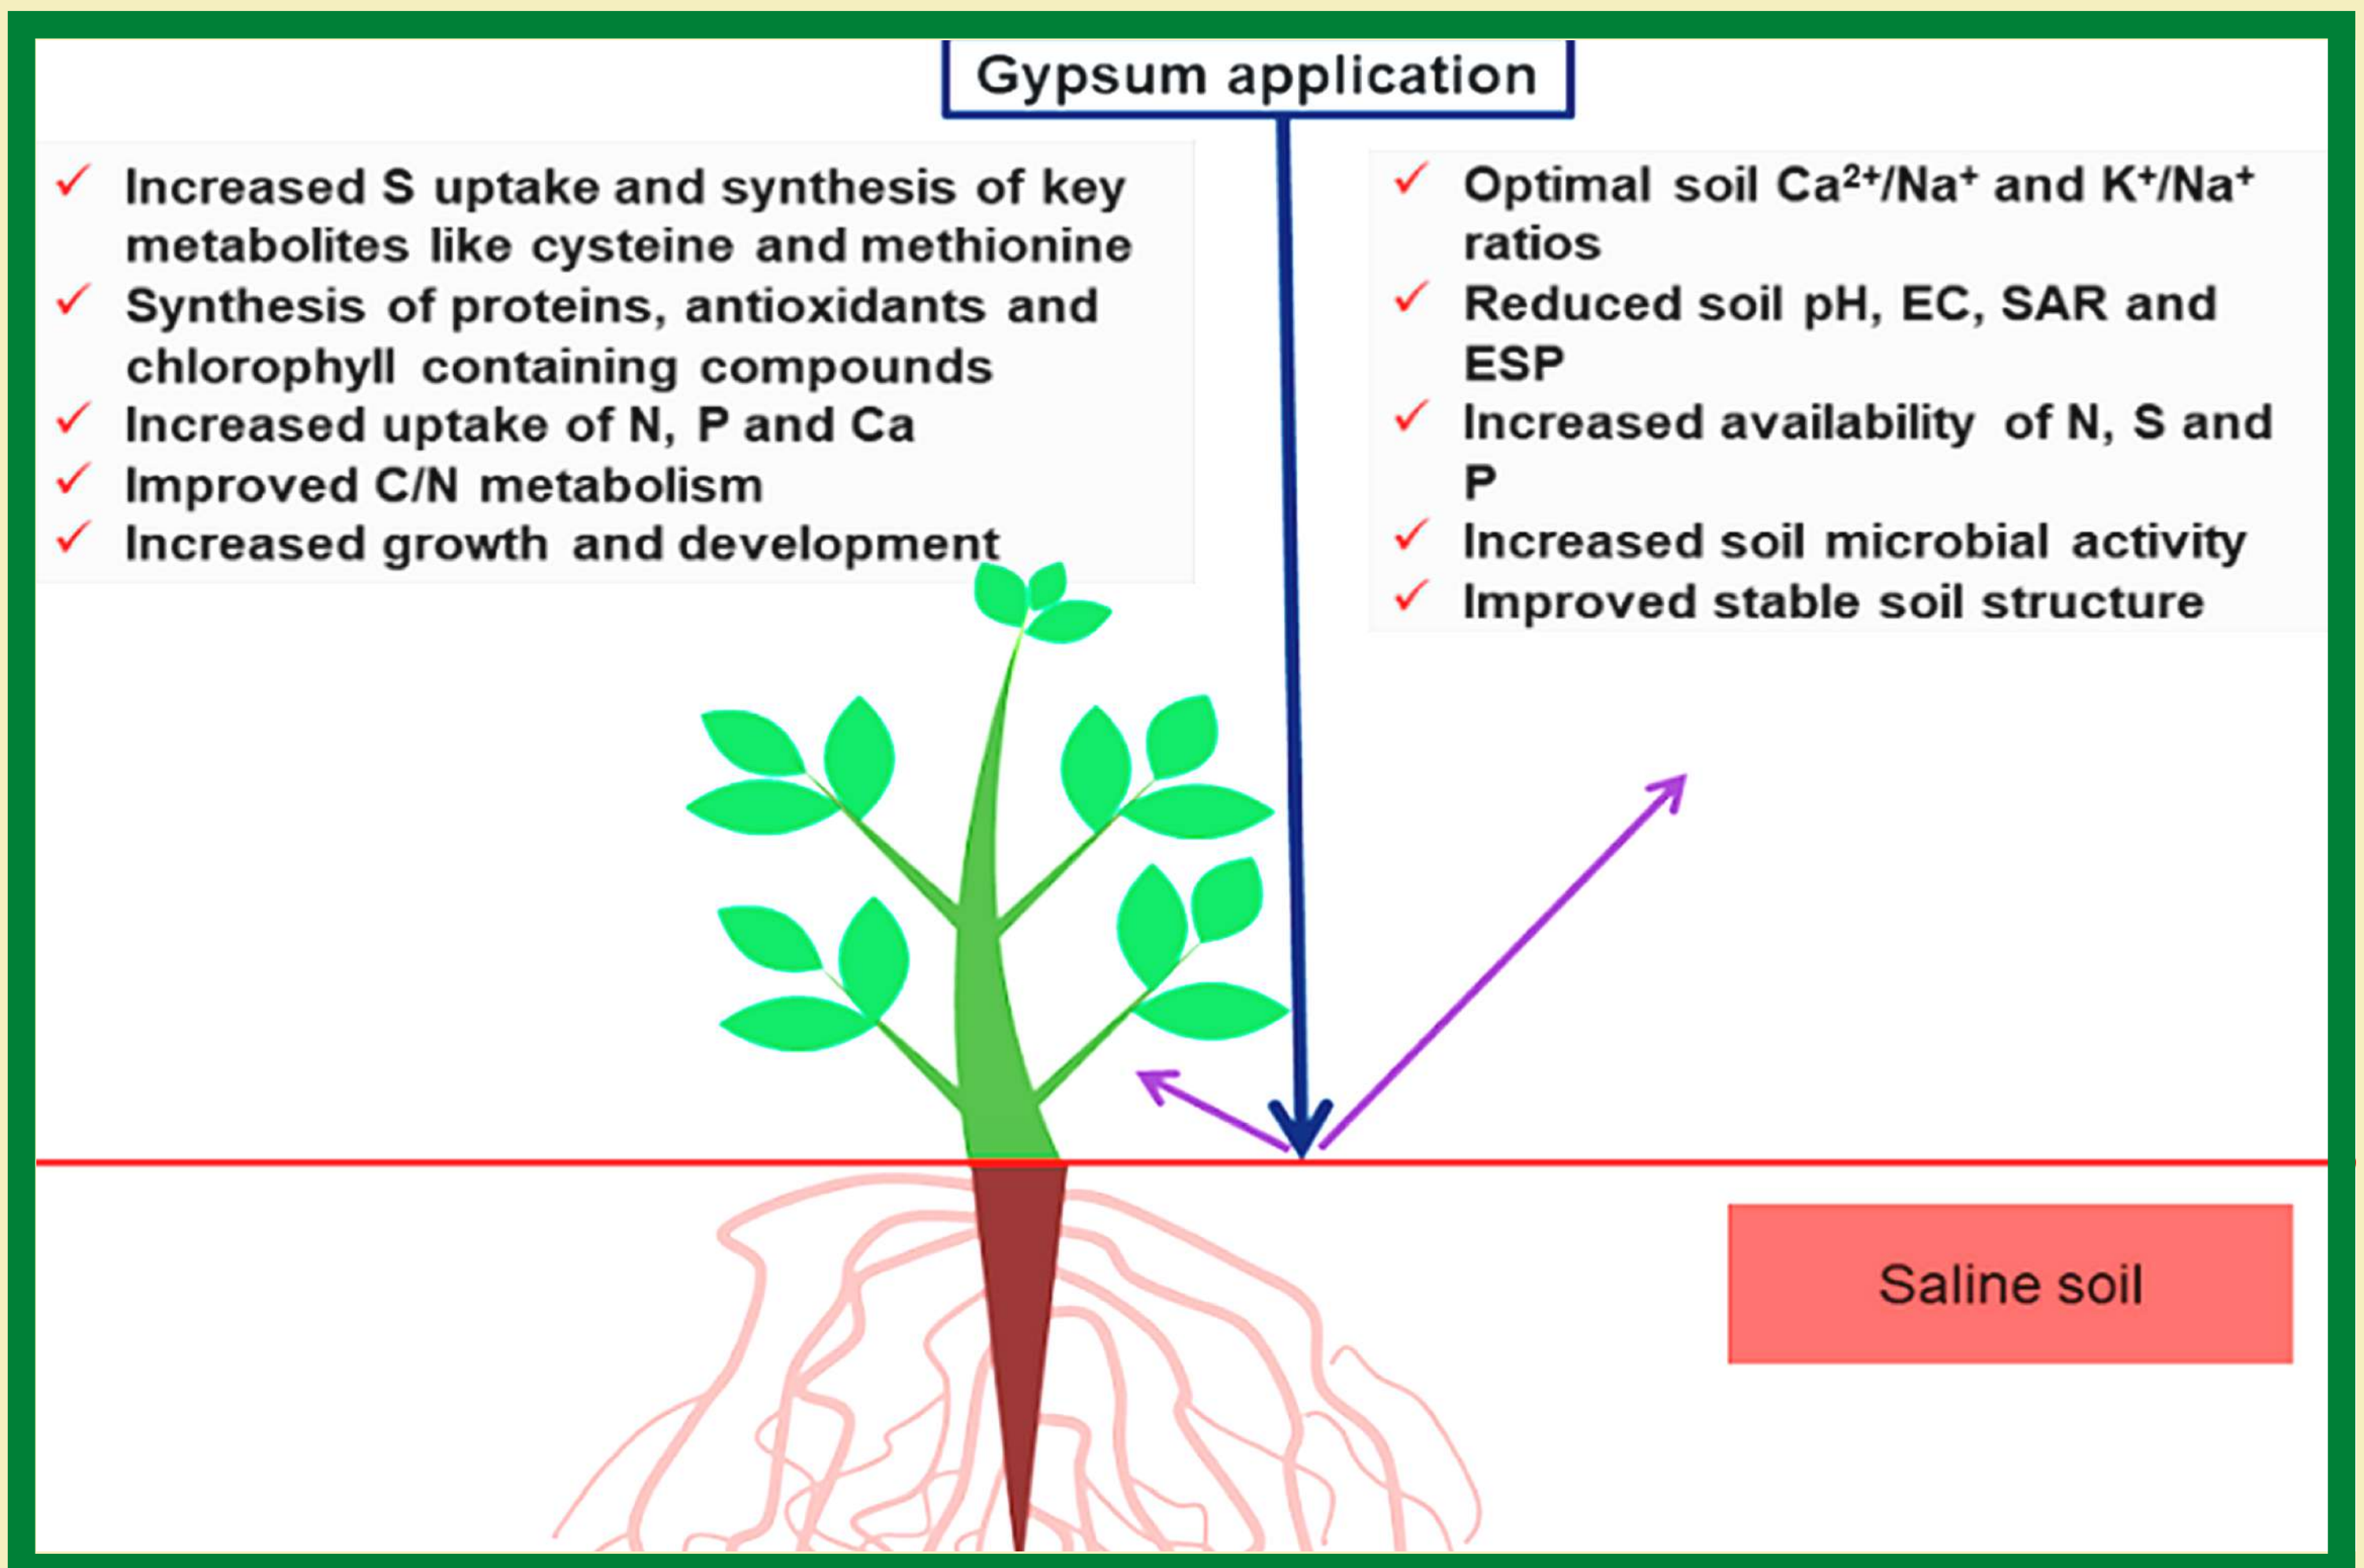 Gypsum application
✓ Increased S uptake and synthesis of key
metabolites like cysteine and methionine
✓ Synthesis of proteins, antioxidants and
chlorophyll containing compounds
✓ Increased uptake of N, P and Ca
✓ Improved C/N metabolism
✓ Increased growth and development
✓ Optimal soil Ca²⁺/Na⁺ and K⁺/Na⁺
ratios
✓ Reduced soil pH, EC, SAR and
ESP
✓ Increased availability of N, S and
P
✓ Increased soil microbial activity
✓ Improved stable soil structure
Saline soil